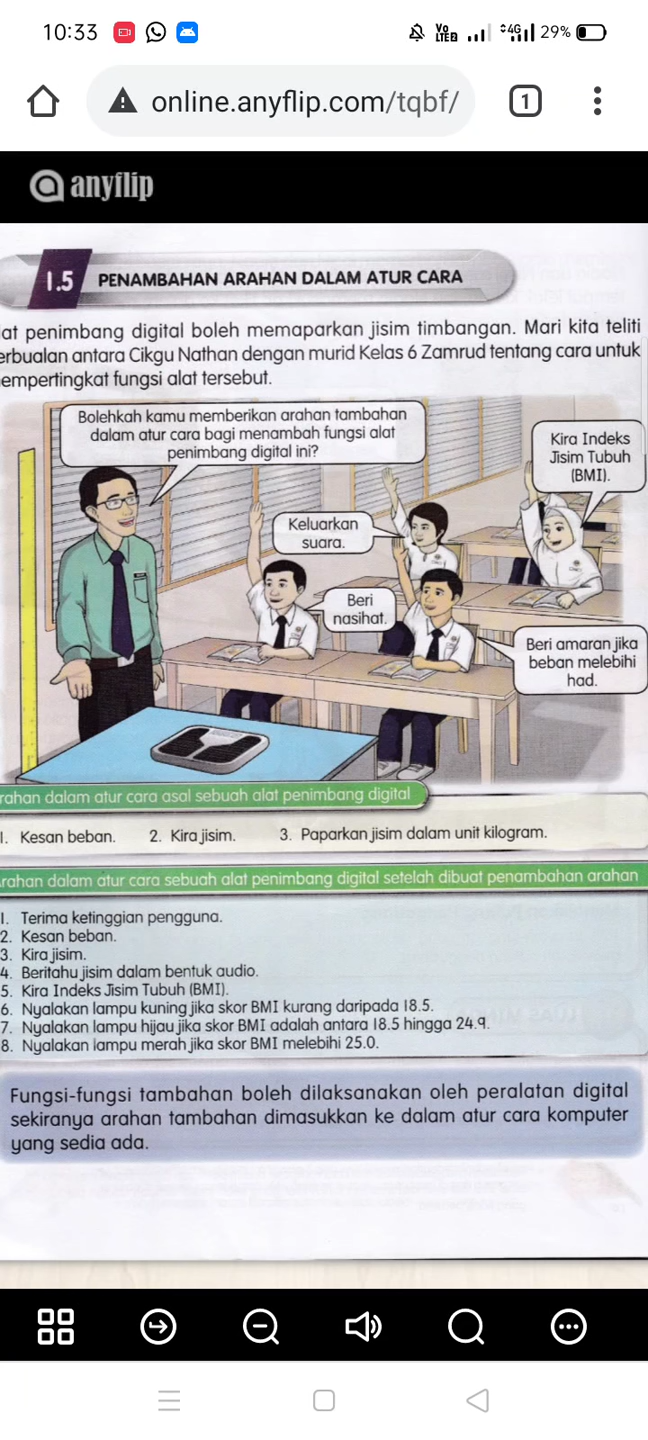 10:33
Vo
LTE2
4G
29%
online.anyflip.com/tqbf/
1
anyflip
1.5 PENAMBAHAN ARAHAN DALAM ATUR CARA
lat penimbang digital boleh memaparkan jisim timbangan. Mari kita teliti
erbualan antara Cikgu Nathan dengan murid Kelas 6 Zamrud tentang cara untuk
empertingkat fungsi alat tersebut.
Bolehkah kamu memberikan arahan tambahan
dalam atur cara bagi menambah fungsi alat
penimbang digital ini?
Kira Indeks
Jisim Tubuh
(BMI).
Keluarkan
suara.
Beri
nasihat.
Beri amaran jika
beban melebihi
had.
rahan dalam atur cara asal sebuah alat penimbang digital
1. Kesan beban. 2. Kira jisim. 3. Paparkan jisim dalam unit kilogram.
rahan dalam atur cara sebuah alat penimbang digital setelah dibuat penambahan arahan
1. Terima ketinggian pengguna.
2. Kesan beban.
3. Kira jisim.
4. Beritahu jisim dalam bentuk audio.
5. Kira Indeks Jisim Tubuh (BMI).
6. Nyalakan lampu kuning jika skor BMI kurang daripada 18.5.
7. Nyalakan lampu hijau jika skor BMI adalah antara 18.5 hingga 24.9.
8. Nyalakan lampu merah jika skor BMI melebihi 25.0.
Fungsi-fungsi tambahan boleh dilaksanakan oleh peralatan digital
sekiranya arahan tambahan dimasukkan ke dalam atur cara komputer
yang sedia ada.